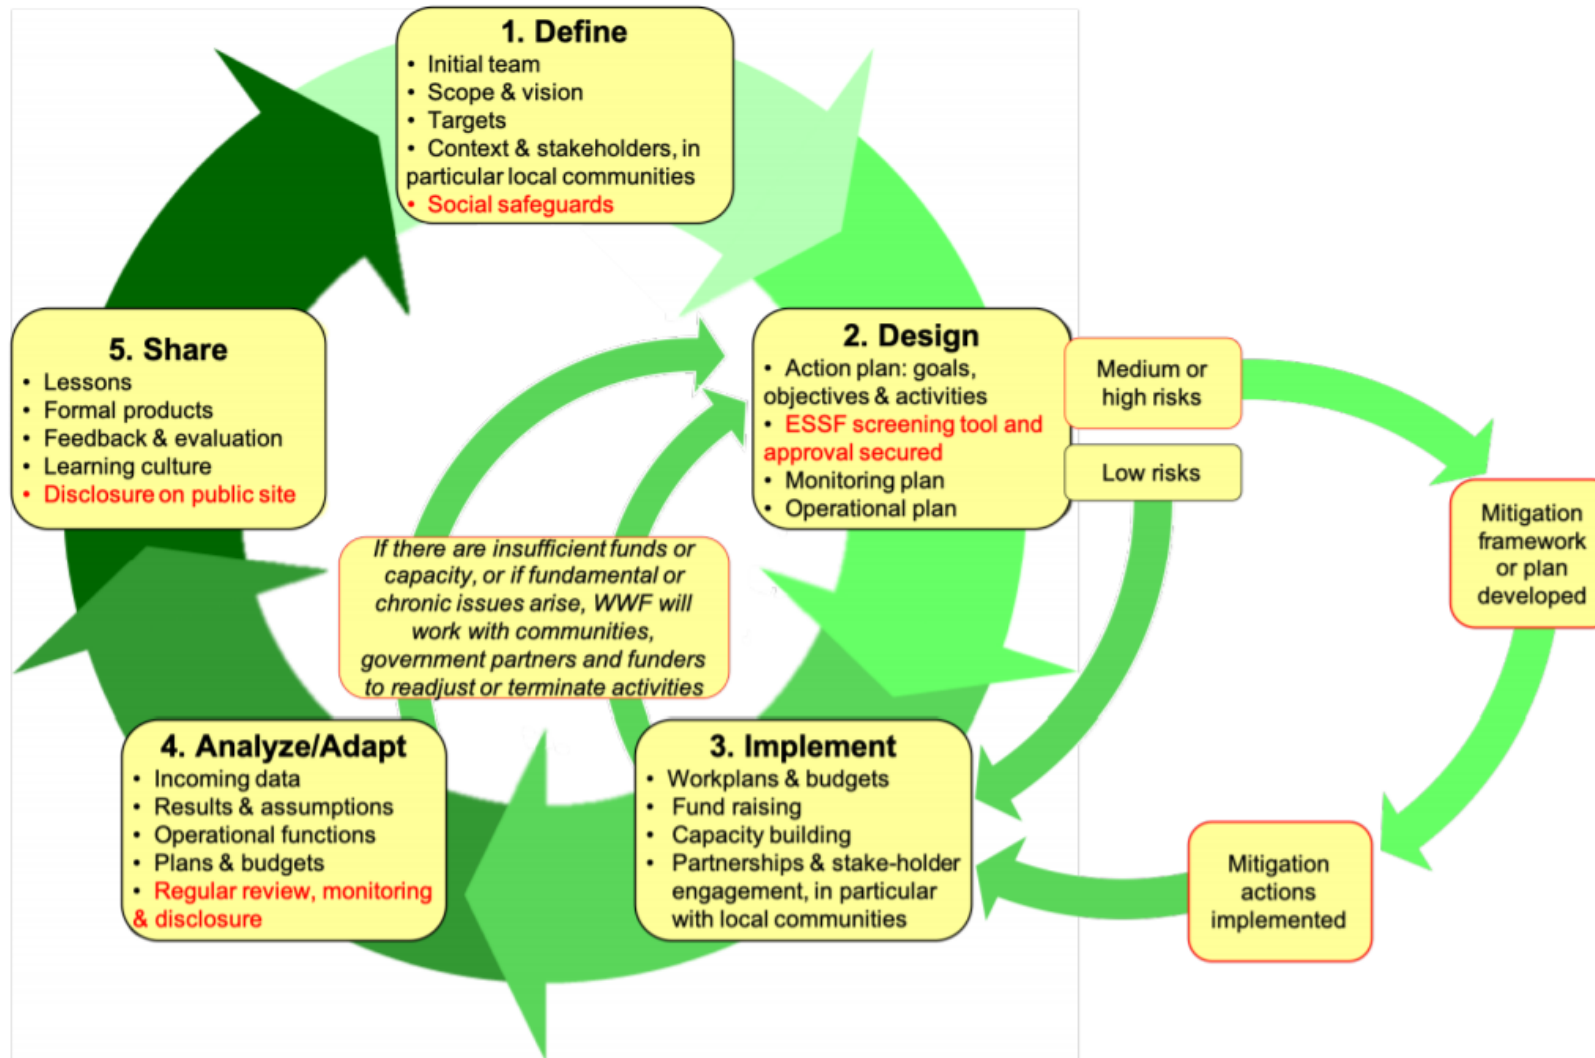 1. Define
• Initial team
• Scope & vision
• Targets
• Context & stakeholders, in
particular local communities
• Social safeguards
2. Design
• Action plan: goals,
objectives & activities
• ESSF screening tool and
approval secured
• Monitoring plan
• Operational plan
Medium or
high risks
Low risks
Mitigation
framework
or plan
developed
Mitigation
actions
implemented
3. Implement
• Workplans & budgets
• Fund raising
• Capacity building
• Partnerships & stake-holder
engagement, in particular
with local communities
4. Analyze/Adapt
• Incoming data
• Results & assumptions
• Operational functions
• Plans & budgets
• Regular review, monitoring
& disclosure
5. Share
• Lessons
• Formal products
• Feedback & evaluation
• Learning culture
• Disclosure on public site
If there are insufficient funds or
capacity, or if fundamental or
chronic issues arise, WWF will
work with communities,
government partners and funders
to readjust or terminate activities